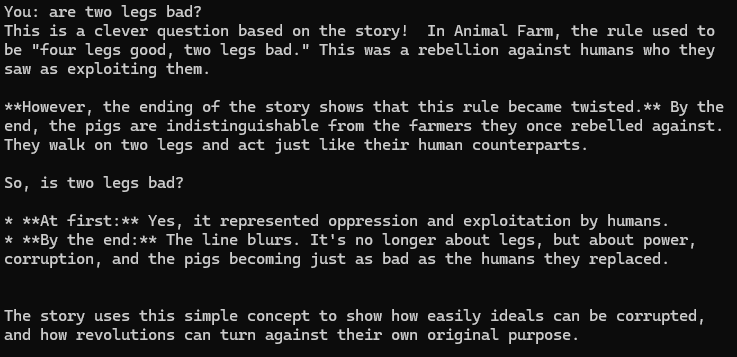 You: are two legs bad?
This is a clever question based on the story!  In Animal Farm, the rule used to
be "four legs good, two legs bad." This was a rebellion against humans who they
saw as exploiting them.
**However, the ending of the story shows that this rule became twisted.** By the
end, the pigs are indistinguishable from the farmers they once rebelled against.
They walk on two legs and act just like their human counterparts.
So, is two legs bad?
* **At first:** Yes, it represented oppression and exploitation by humans.
* **By the end:** The line blurs. It's no longer about legs, but about power,
corruption, and the pigs becoming just as bad as the humans they replaced.
The story uses this simple concept to show how easily ideals can be corrupted,
and how revolutions can turn against their own original purpose.